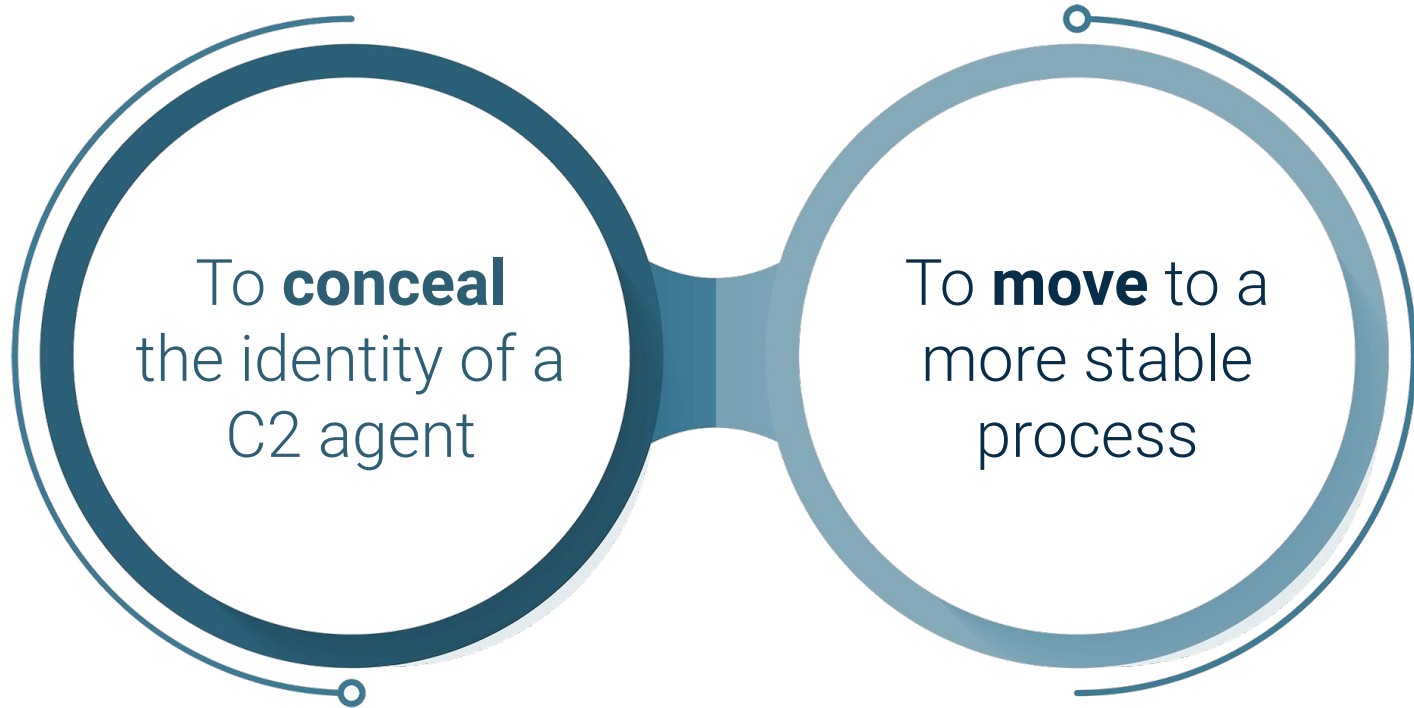 To conceal
the identity of a
C2 agent
To move to a
more stable
process